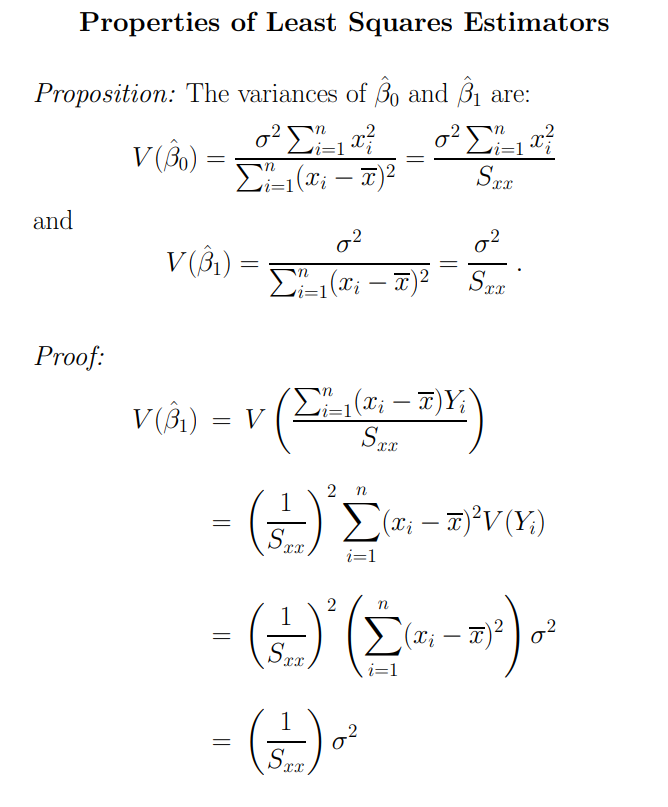 Properties of Least Squares Estimators
Proposition: The variances of $\hat{\beta}_0$ and $\hat{\beta}_1$ are:
$V(\hat{\beta}_0) = \frac{\sigma^2 \sum_{i=1}^n x_i^2}{\sum_{i=1}^n (x_i - \overline{x})^2} = \frac{\sigma^2 \sum_{i=1}^n x_i^2}{S_{xx}}$
and
$V(\hat{\beta}_1) = \frac{\sigma^2}{\sum_{i=1}^n (x_i - \overline{x})^2} = \frac{\sigma^2}{S_{xx}}.$
Proof:
$V(\hat{\beta}_1) = V\left(\frac{\sum_{i=1}^n (x_i - \overline{x})Y_i}{S_{xx}}\right)$
$= \left(\frac{1}{S_{xx}}\right)^2 \sum_{i=1}^n (x_i - \overline{x})^2 V(Y_i)$
$= \left(\frac{1}{S_{xx}}\right)^2 \left(\sum_{i=1}^n (x_i - \overline{x})^2\right) \sigma^2$
$= \left(\frac{1}{S_{xx}}\right) \sigma^2$